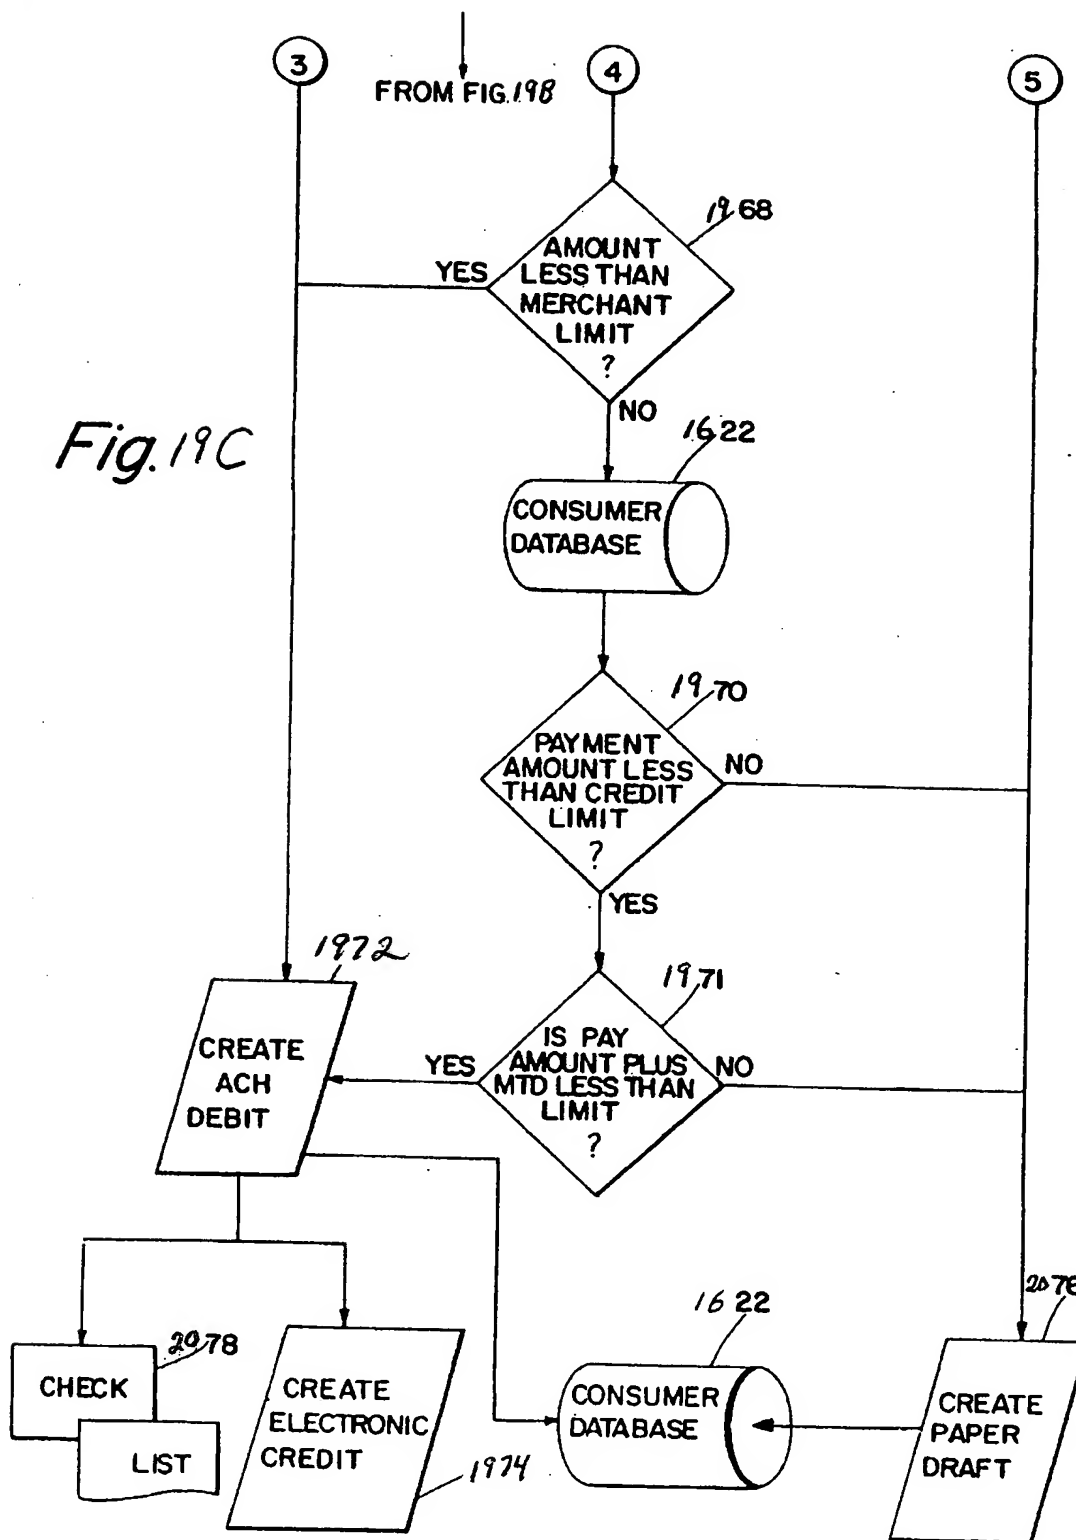 3
4
5
FROM FIG. 19B
1968
AMOUNT
LESS THAN
MERCHANT
LIMIT
?
YES
NO
Fig. 19C
1622
CONSUMER
DATABASE
1970
PAYMENT
AMOUNT LESS
THAN CREDIT
LIMIT
?
NO
YES
1972
1971
CREATE
ACH
DEBIT
YES
IS PAY
AMOUNT PLUS
MTD LESS THAN
LIMIT
?
NO
2078
CHECK
LIST
CREATE
ELECTRONIC
CREDIT
1974
1622
CONSUMER
DATABASE
CREATE
PAPER
DRAFT